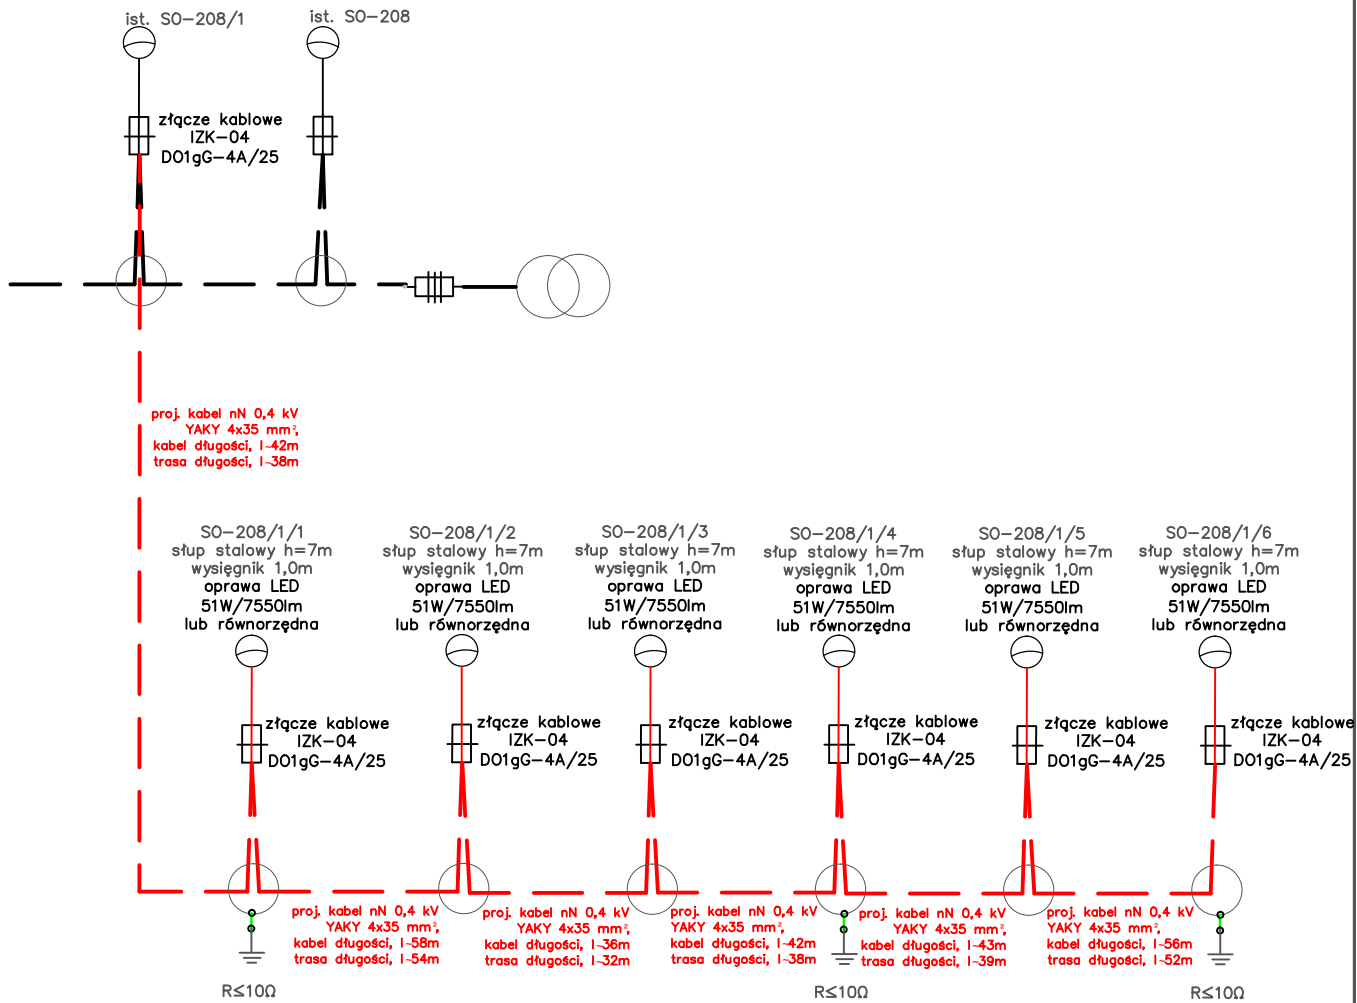 ist. SO-208/1
ist. SO-208
złącze kablowe
IZK-04
DO1gG-4A/25
proj. kabel nN 0,4 kV
YAKY 4x35 mm²,
kabel długości, l~42m
trasa długości, l~38m
SO-208/1/1
słup stalowy h=7m
wysięgnik 1,0m
oprawa LED
51W/7550lm
lub równorzędna
SO-208/1/2
słup stalowy h=7m
wysięgnik 1,0m
oprawa LED
51W/7550lm
lub równorzędna
SO-208/1/3
słup stalowy h=7m
wysięgnik 1,0m
oprawa LED
51W/7550lm
lub równorzędna
SO-208/1/4
słup stalowy h=7m
wysięgnik 1,0m
oprawa LED
51W/7550lm
lub równorzędna
SO-208/1/5
słup stalowy h=7m
wysięgnik 1,0m
oprawa LED
51W/7550lm
lub równorzędna
SO-208/1/6
słup stalowy h=7m
wysięgnik 1,0m
oprawa LED
51W/7550lm
lub równorzędna
złącze kablowe
IZK-04
DO1gG-4A/25
złącze kablowe
IZK-04
DO1gG-4A/25
złącze kablowe
IZK-04
DO1gG-4A/25
złącze kablowe
IZK-04
DO1gG-4A/25
złącze kablowe
IZK-04
DO1gG-4A/25
złącze kablowe
IZK-04
DO1gG-4A/25
proj. kabel nN 0,4 kV
YAKY 4x35 mm²,
kabel długości, l~58m
trasa długości, l~54m
proj. kabel nN 0,4 kV
YAKY 4x35 mm²,
kabel długości, l~36m
trasa długości, l~32m
proj. kabel nN 0,4 kV
YAKY 4x35 mm²,
kabel długości, l~42m
trasa długości, l~38m
proj. kabel nN 0,4 kV
YAKY 4x35 mm²,
kabel długości, l~43m
trasa długości, l~39m
proj. kabel nN 0,4 kV
YAKY 4x35 mm²,
kabel długości, l~56m
trasa długości, l~52m
R≤10Ω
R≤10Ω
R≤10Ω